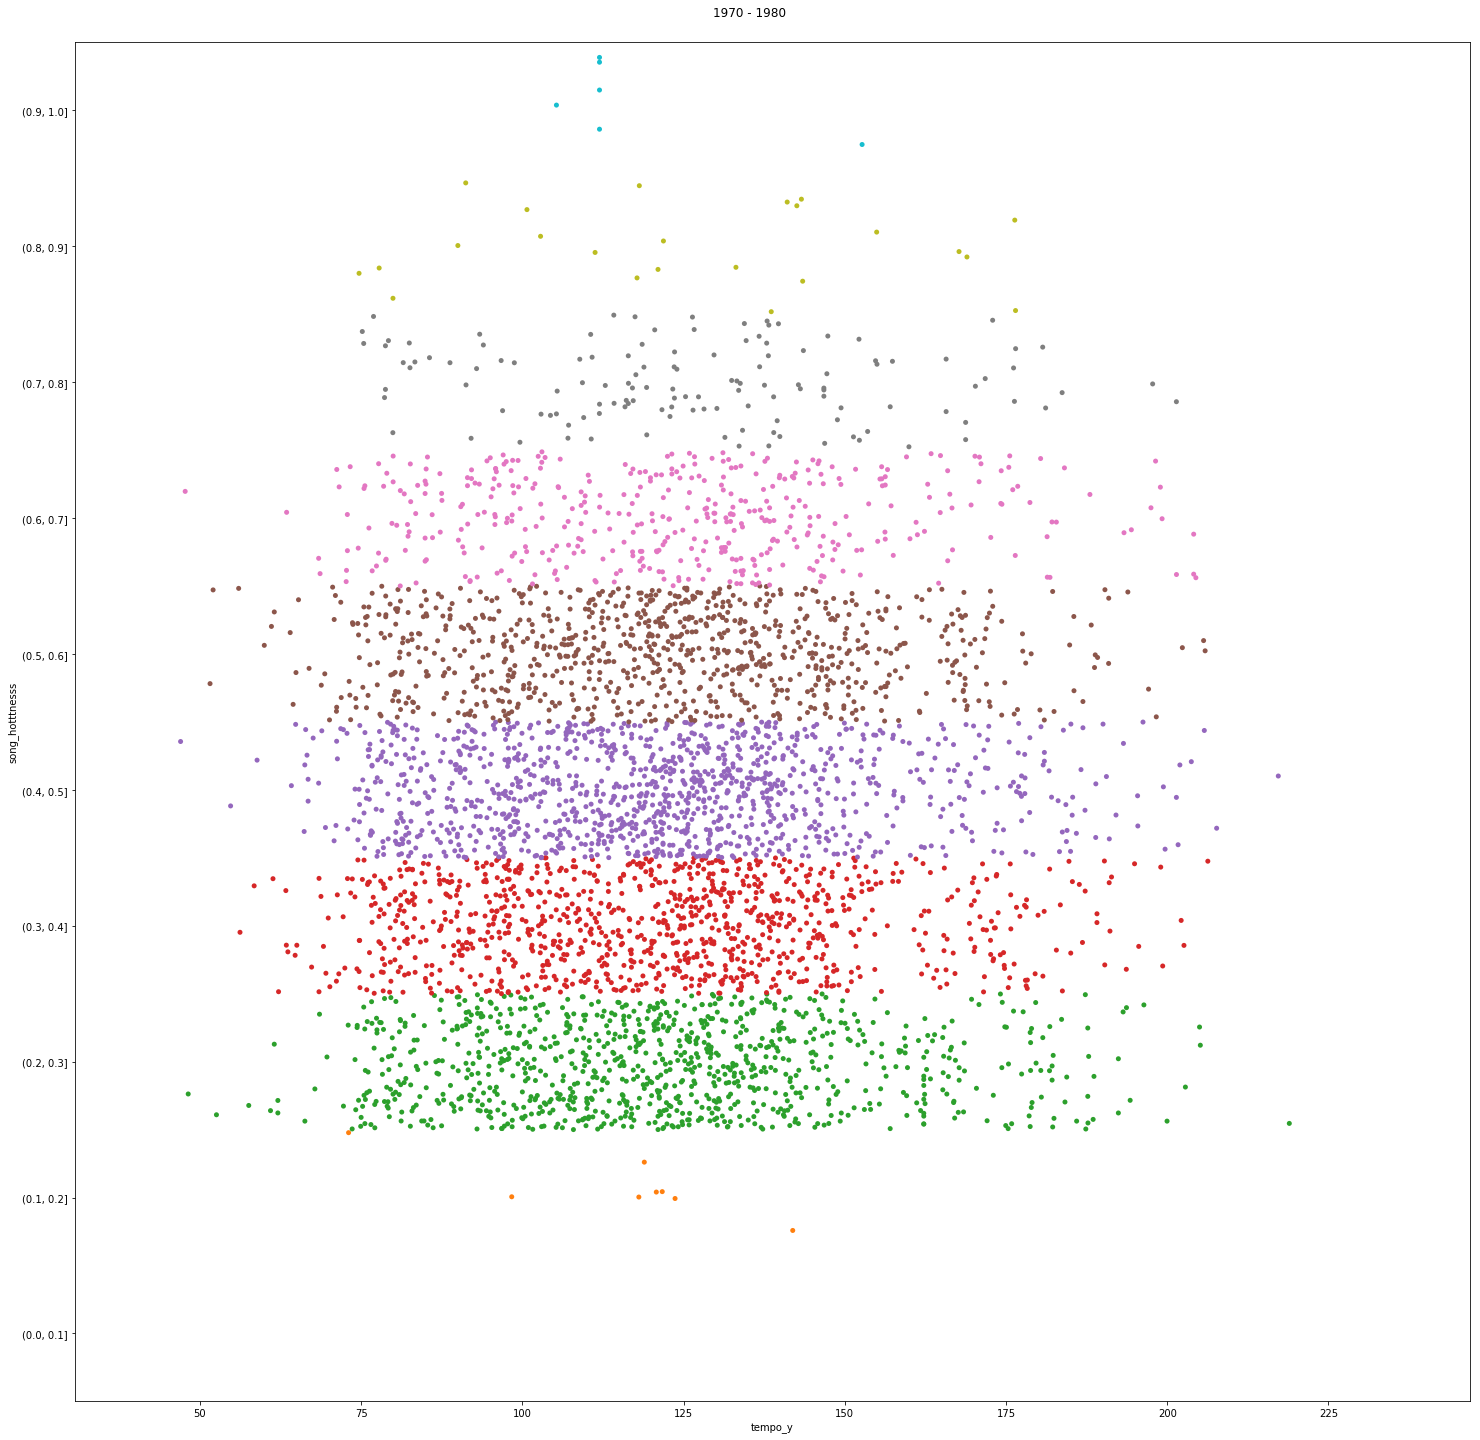 1970 - 1980
(0.9, 1.0]
(0.8, 0.9]
(0.7, 0.8]
(0.6, 0.7]
(0.5, 0.6]
song_hotttnesss
(0.4, 0.5]
(0.3, 0.4]
(0.2, 0.3]
(0.1, 0.2]
(0.0, 0.1]
50 75 100 125 150 175 200 225
tempo_y